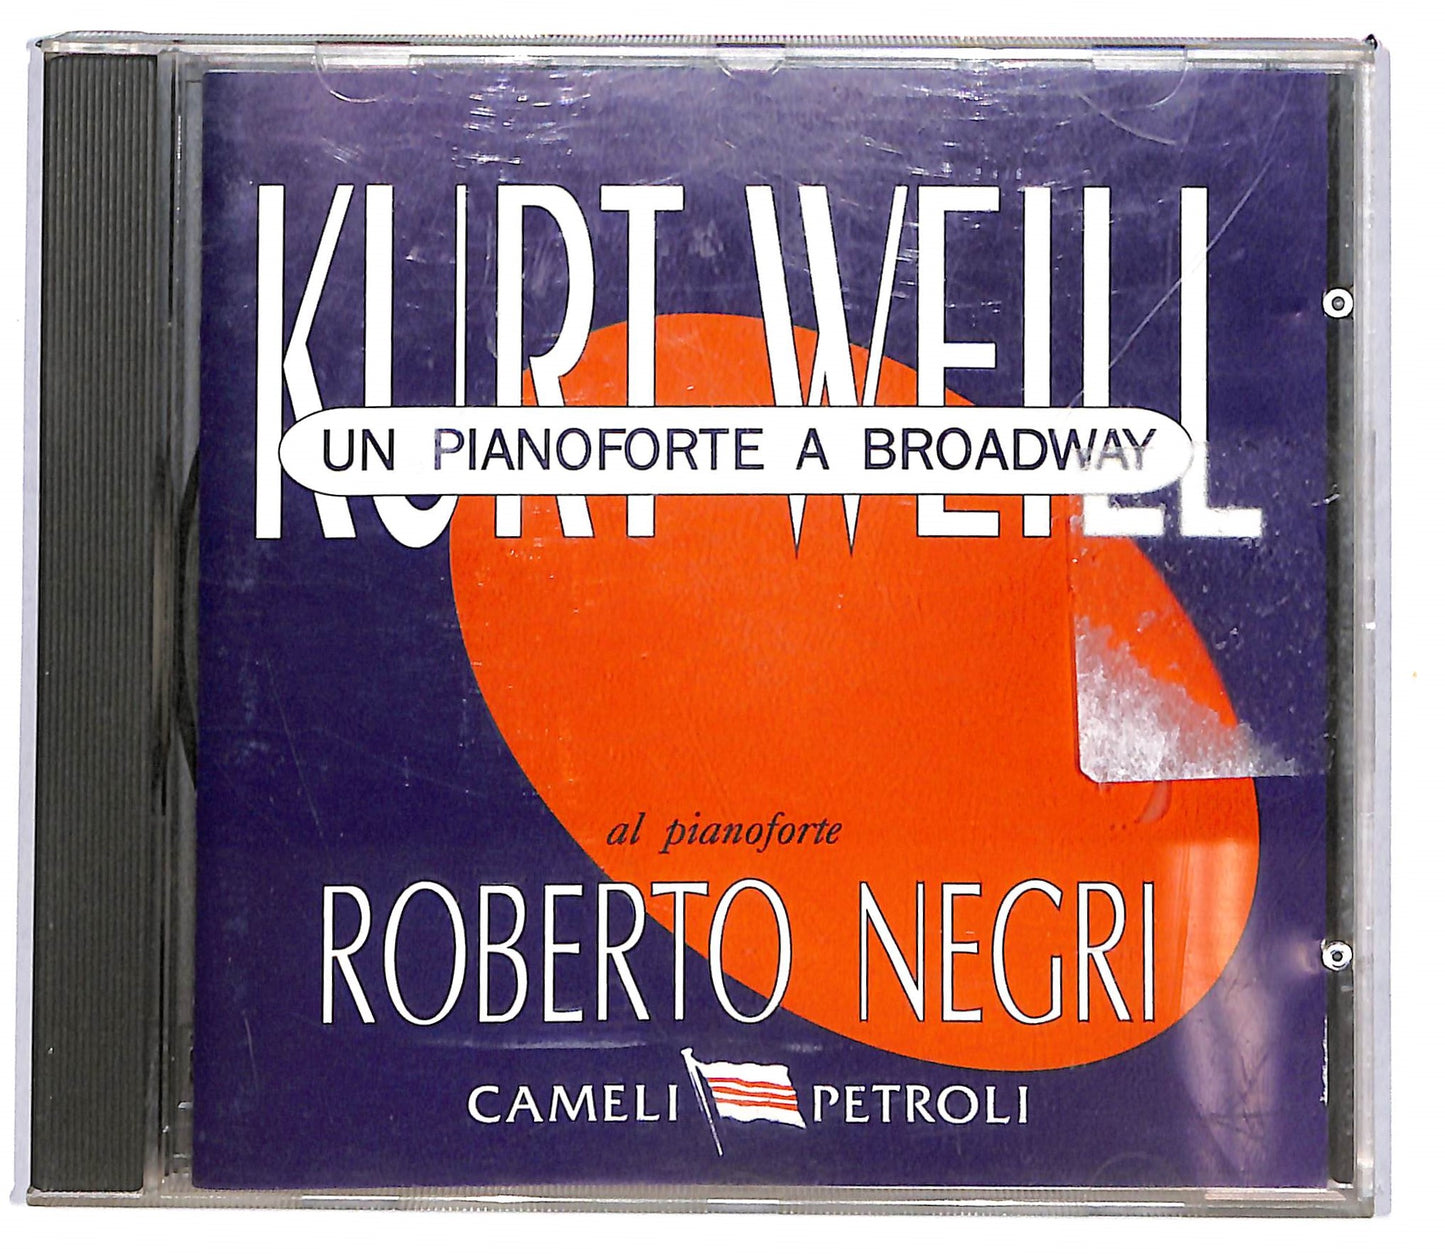 KURT WEILL
UN PIANOFORTE A BROADWAY
al pianoforte
ROBERTO NEGRI
CAMELI PETROLI